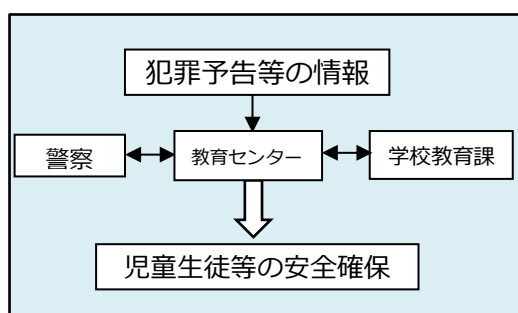 犯罪予告等の情報
警察
教育センター
学校教育課
児童生徒等の安全確保